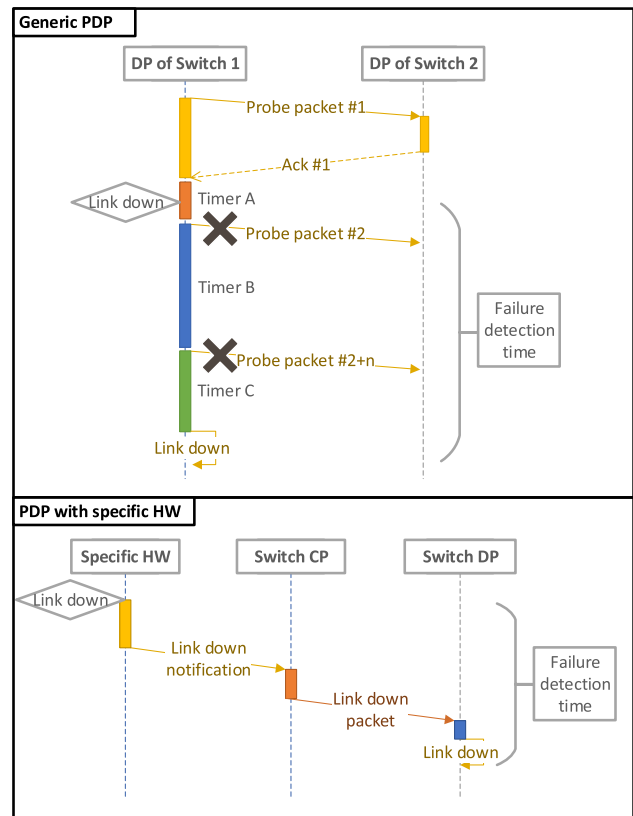 Generic PDP
DP of Switch 1
DP of Switch 2
Probe packet #1
Ack #1
Link down
Timer A
Probe packet #2
Timer B
Failure
detection
time
Probe packet #2+n
Timer C
Link down
PDP with specific HW
Specific HW
Switch CP
Switch DP
Link down
Link down
notification
Failure
detection
time
Link down
packet
Link down